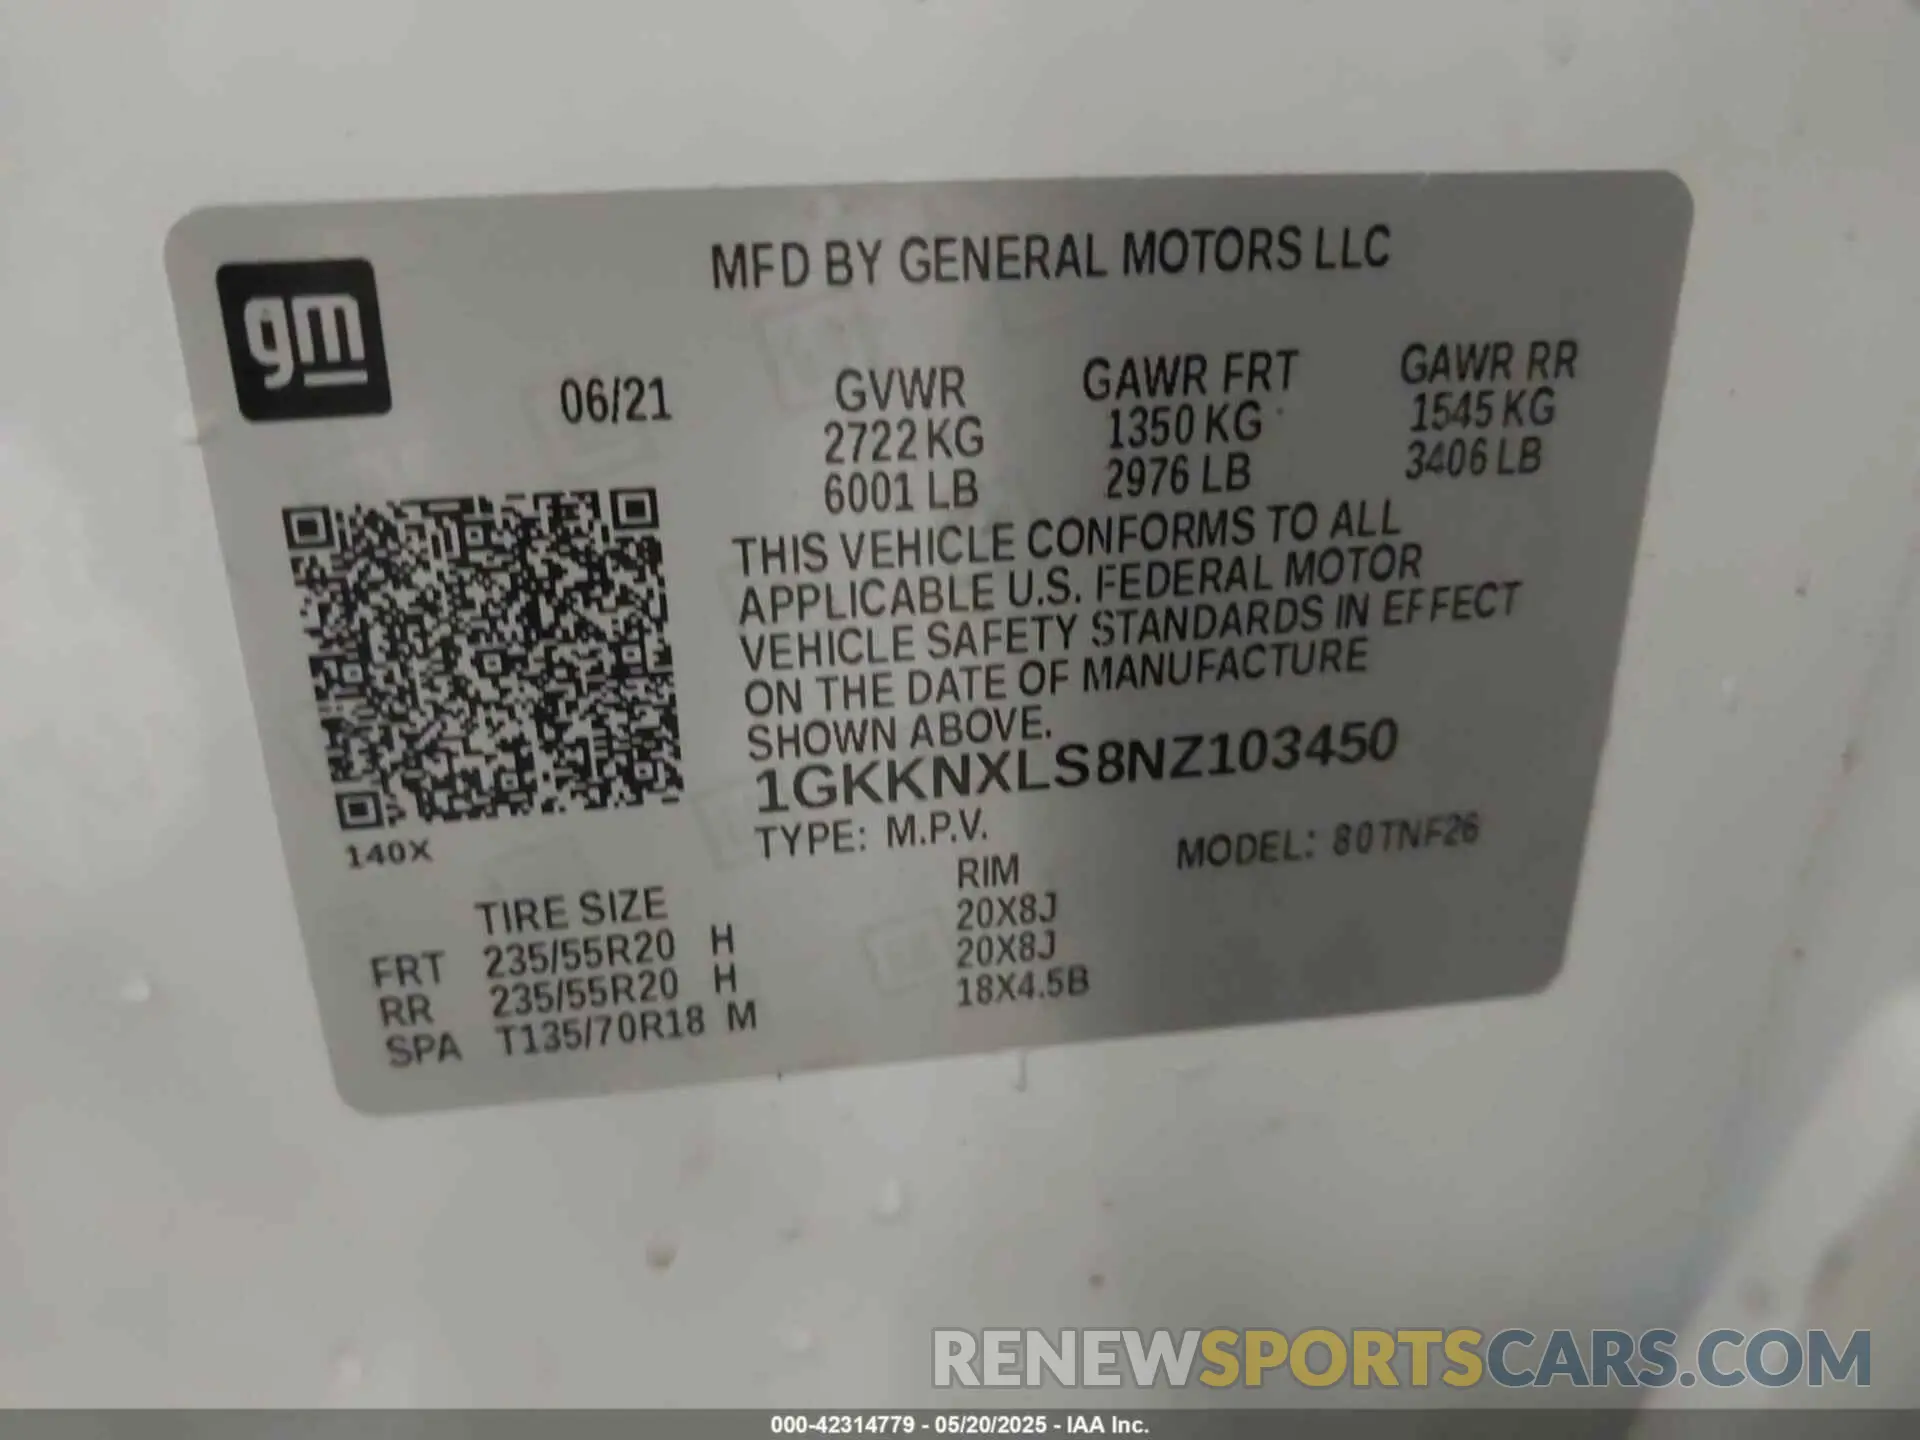 gm
MFD BY GENERAL MOTORS LLC
06/21
GVWR
2722 KG
6001 LB
GAWR FRT
1350 KG
2976 LB
GAWR RR
1545 KG
3406 LB
THIS VEHICLE CONFORMS TO ALL
APPLICABLE U.S. FEDERAL MOTOR
VEHICLE SAFETY STANDARDS IN EFFECT
ON THE DATE OF MANUFACTURE
SHOWN ABOVE.
1GKKNXLS8NZ103450
TYPE: M.P.V.
MODEL: 80TNF26
140X
TIRE SIZE RIM
FRT 235/55R20 H 20X8J
RR 235/55R20 H 20X8J
SPA T135/70R18 M 18X4.5B
RENEWSPORTSCARS.COM
000-42314779 - 05/20/2025 - IAA Inc.